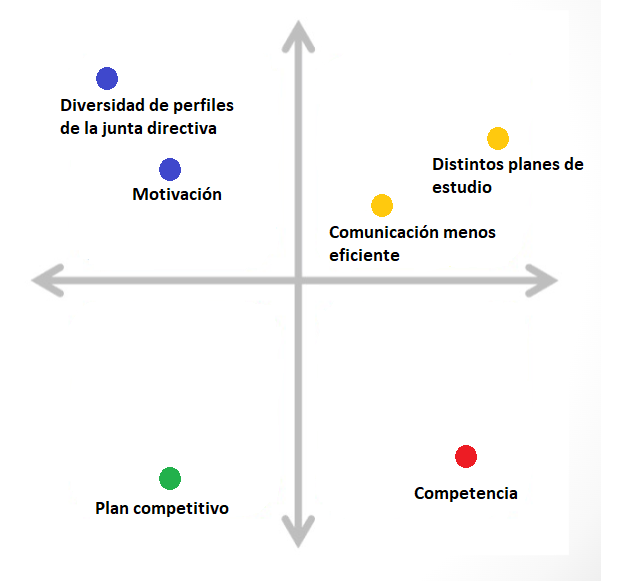 Diversidad de perfiles
de la junta directiva
Motivación
Distintos planes de
estudio
Comunicación menos
eficiente
Plan competitivo
Competencia